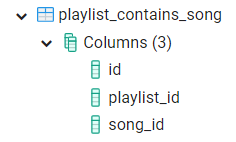 playlist_contains_song
Columns (3)
id
playlist_id
song_id